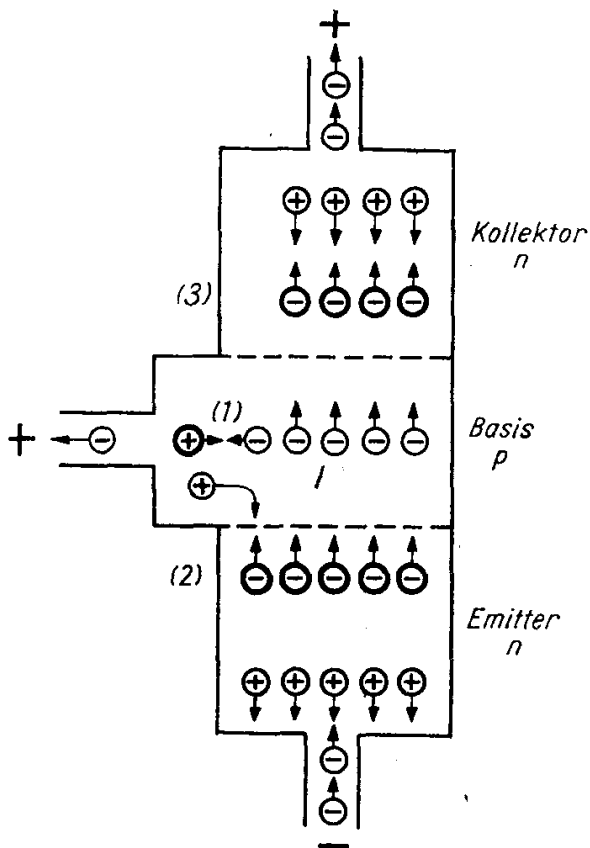 +
Kollektor
n
(3)
+
(1)
Basis
p
(2)
Emitter
n
−